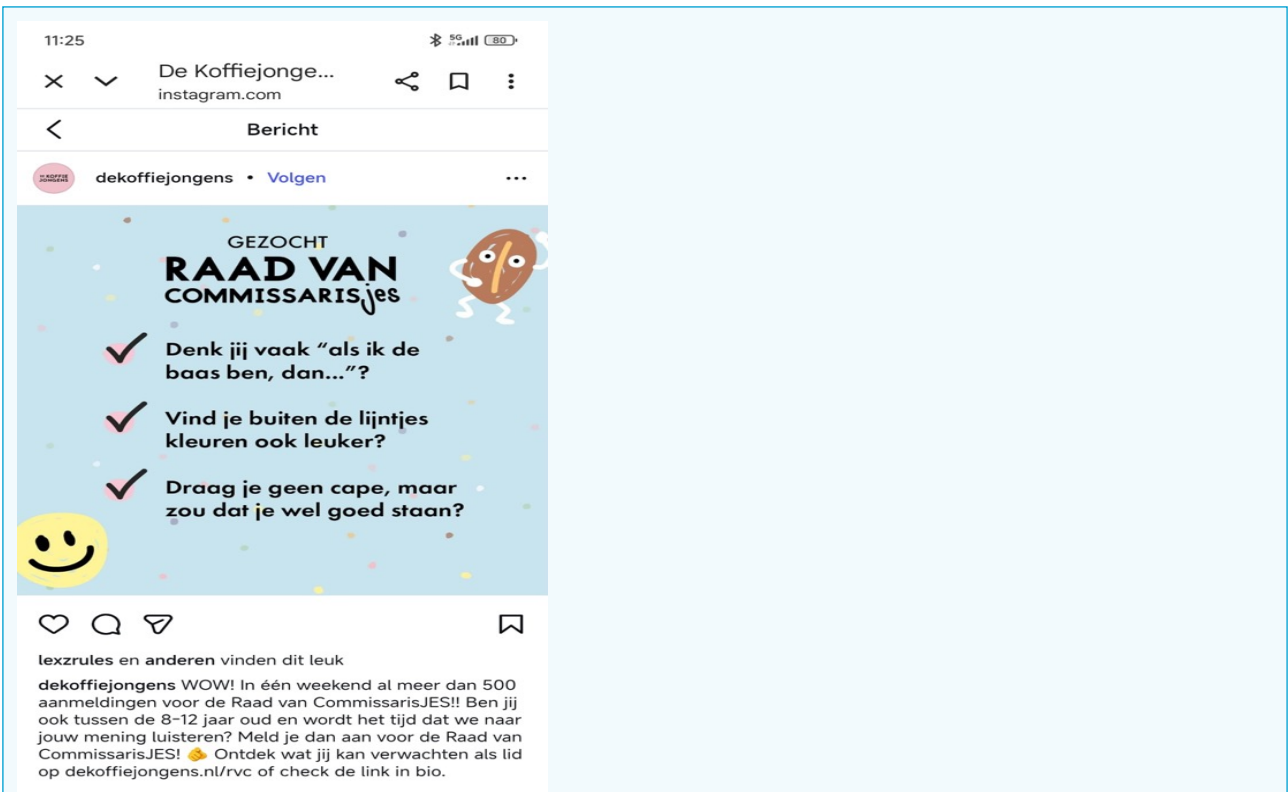 11:25
5G
80
De Koffiejonge...
instagram.com
Bericht
DE KOFFIE
JONGENS
dekoffiejongens • Volgen
GEZOCHT
RAAD VAN
COMMISSARISjes
Denk jij vaak “als ik de
baas ben, dan...”?
Vind je buiten de lijntjes
kleuren ook leuker?
Draag je geen cape, maar
zou dat je wel goed staan?
lexzrules en anderen vinden dit leuk
dekoffiejongens WOW! In één weekend al meer dan 500
aanmeldingen voor de Raad van CommissarisJES!! Ben jij
ook tussen de 8-12 jaar oud en wordt het tijd dat we naar
jouw mening luisteren? Meld je dan aan voor de Raad van
CommissarisJES! 🫵 Ontdek wat jij kan verwachten als lid
op dekoffiejongens.nl/rvc of check de link in bio.